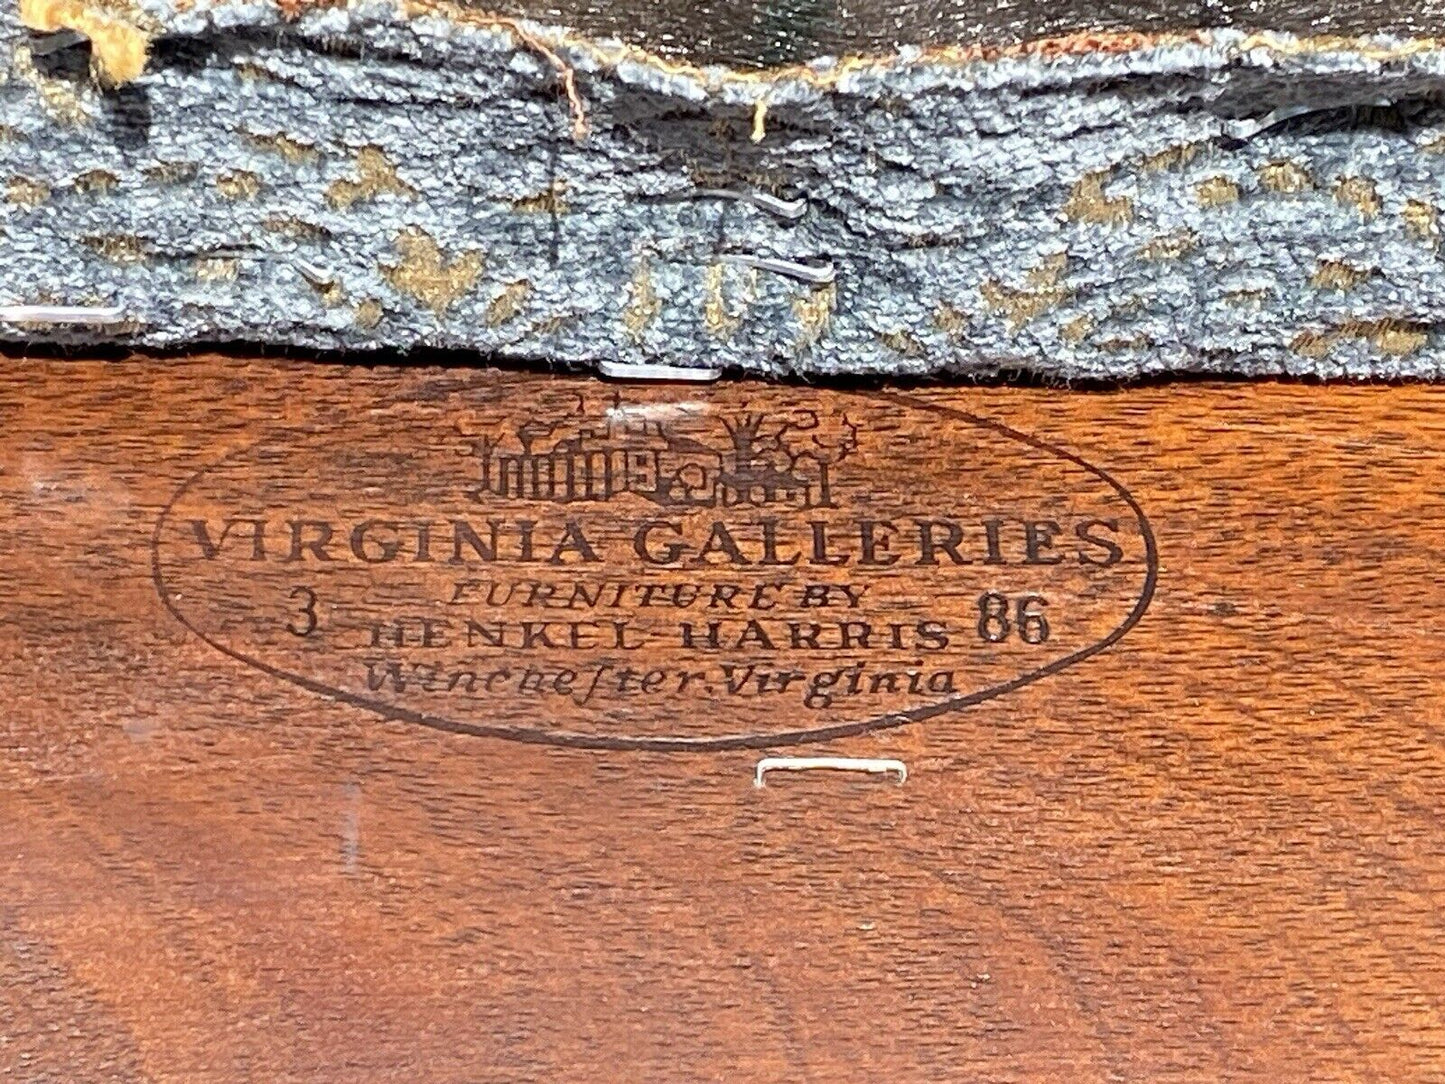 VIRGINIA GALLERIES
FURNITURE BY
3 HENKEL-HARRIS 86
Wincheſter, Virginia